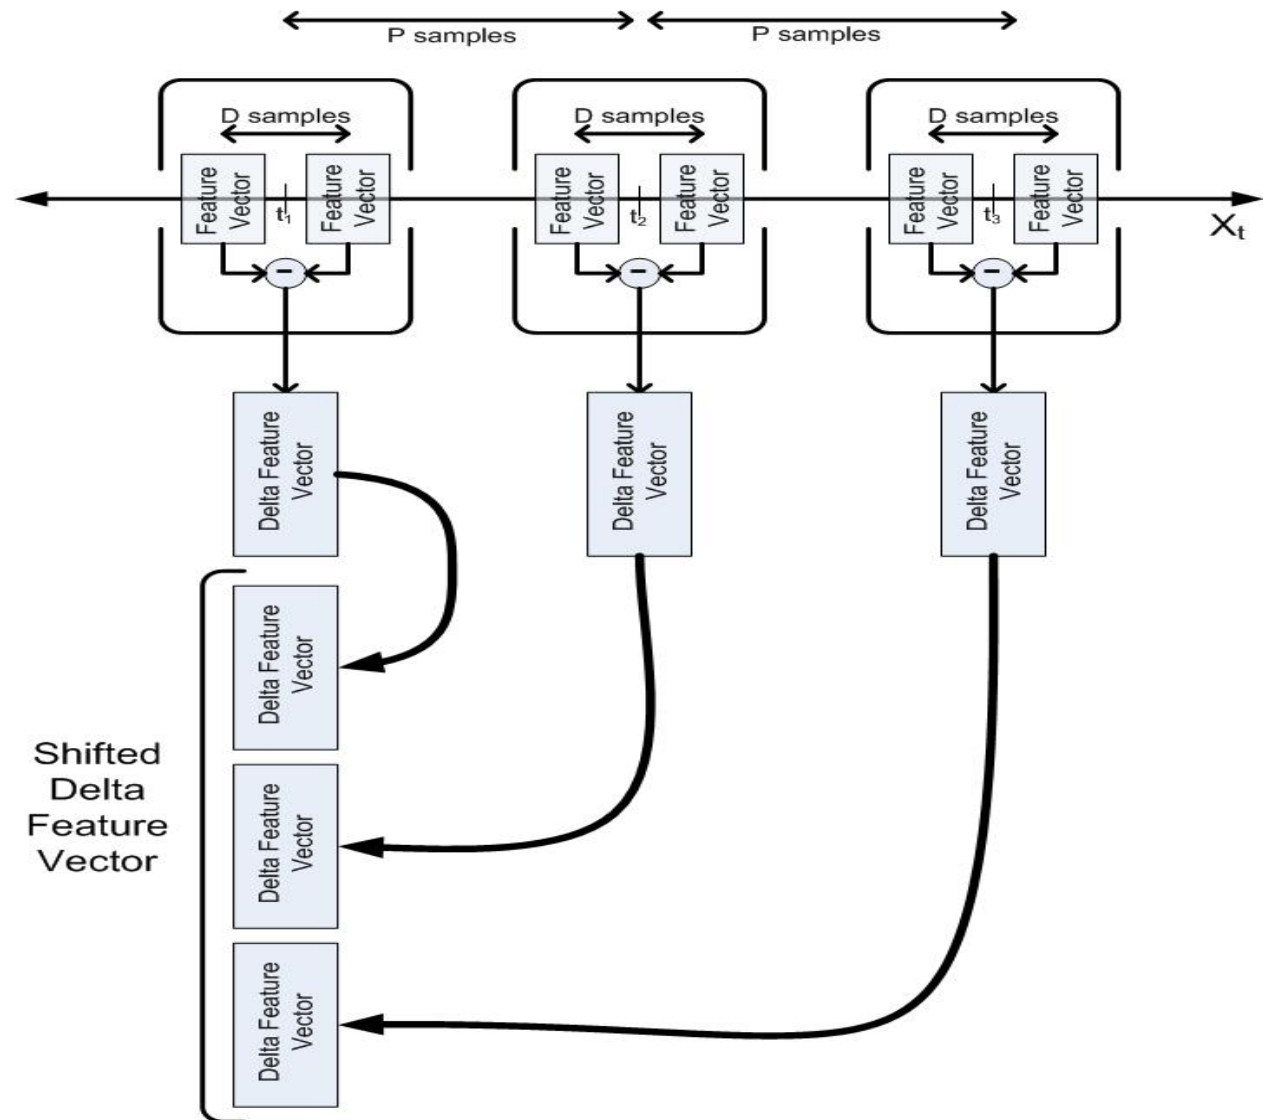 P samples
P samples
D samples
D samples
D samples
Feature
Vector
t1
Feature
Vector
Feature
Vector
t2
Feature
Vector
Feature
Vector
t3
Feature
Vector
Xt
-
-
-
Delta Feature
Vector
Delta Feature
Vector
Delta Feature
Vector
Delta Feature
Vector
Shifted
Delta
Feature
Vector
Delta Feature
Vector
Delta Feature
Vector